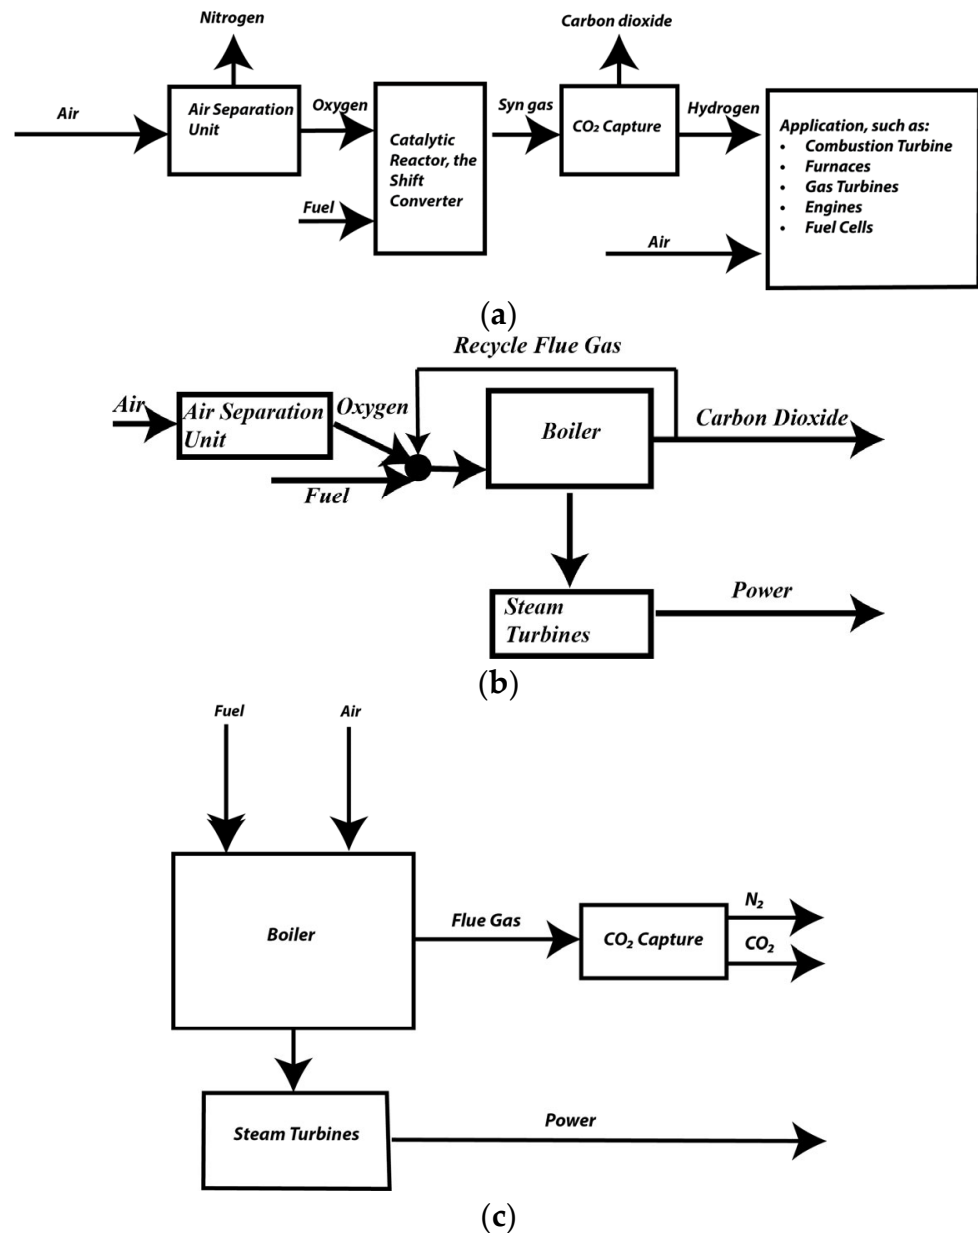 Nitrogen
Carbon dioxide
Air
Air Separation
Unit
Oxygen
Fuel
Catalytic
Reactor, the
Shift
Converter
Syn gas
CO₂ Capture
Hydrogen
Air
Application, such as:
• Combustion Turbine
• Furnaces
• Gas Turbines
• Engines
• Fuel Cells
(a)
Recycle Flue Gas
Air
Air Separation
Unit
Oxygen
Fuel
Boiler
Carbon Dioxide
Steam
Turbines
Power
(b)
Fuel
Air
Boiler
Flue Gas
CO₂ Capture
N₂
CO₂
Steam Turbines
Power
(c)